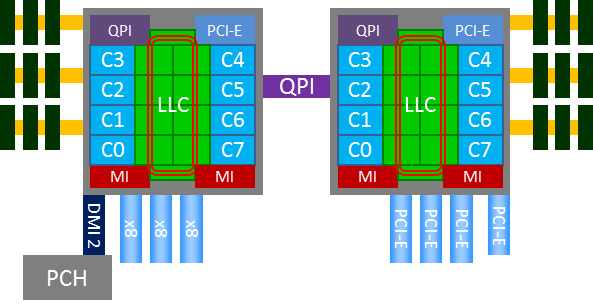 QPI PCI-E
C3 C4
C2 C5
LLC
C1 C6
C0 C7
MI MI
QPI
QPI PCI-E
C3 C4
C2 C5
LLC
C1 C6
C0 C7
MI MI
DMI 2
x8
x8
x8
PCI-E
PCI-E
PCI-E
PCI-E
PCH